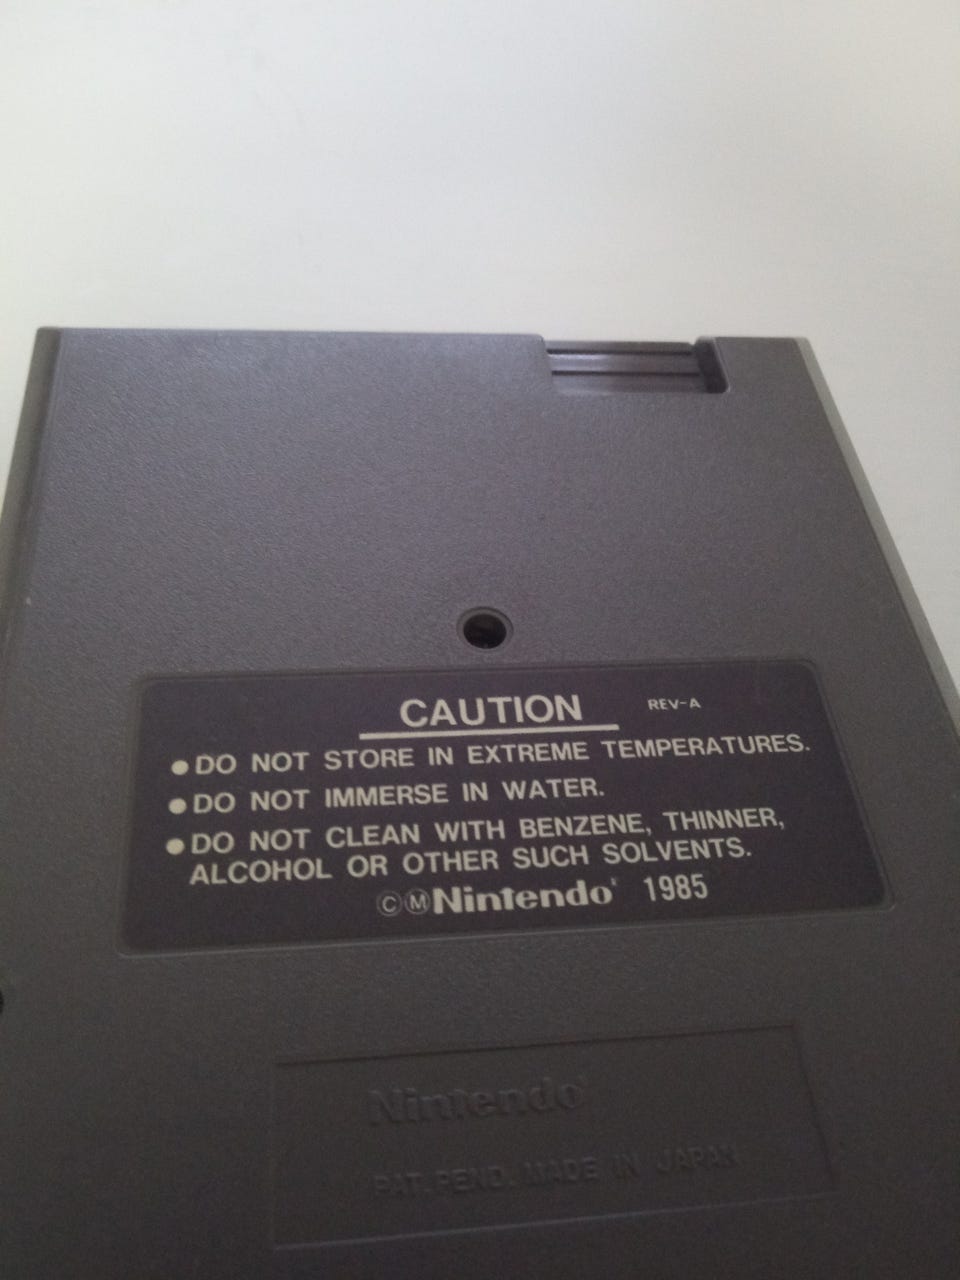 CAUTION REV-A
● DO NOT STORE IN EXTREME TEMPERATURES.
● DO NOT IMMERSE IN WATER.
● DO NOT CLEAN WITH BENZENE, THINNER,
ALCOHOL OR OTHER SUCH SOLVENTS.
ⒸⓂNintendo® 1985
Nintendo®
PAT. PEND. MADE IN JAPAN